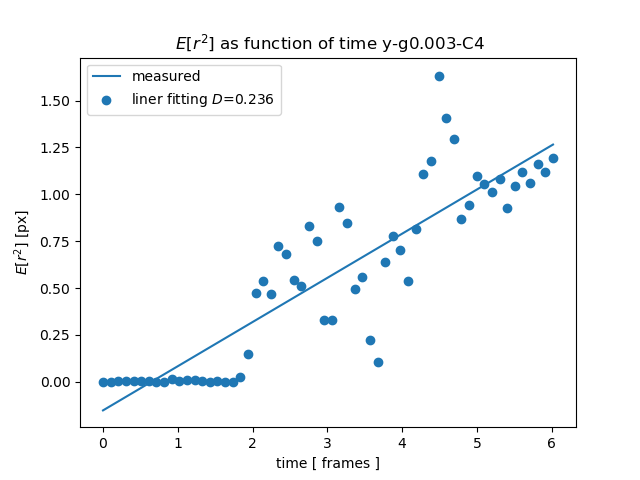 E[r²] as function of time y-g0.003-C4
measured
liner fitting D=0.236
1.50
1.25
1.00
0.75
0.50
0.25
0.00
E[r²] [px]
0 1 2 3 4 5 6
time [ frames ]